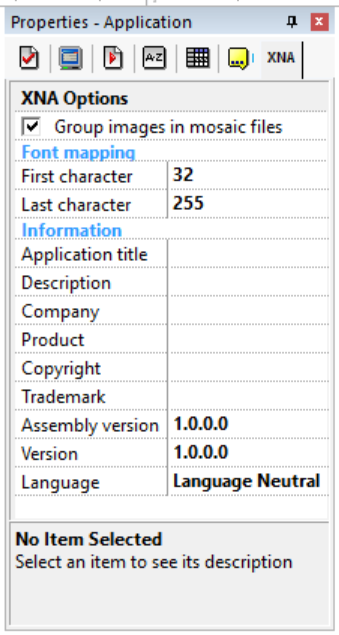 Properties - Application
A-Z XNA
XNA Options
Group images in mosaic files
Font mapping
First character 32
Last character 255
Information
Application title
Description
Company
Product
Copyright
Trademark
Assembly version 1.0.0.0
Version 1.0.0.0
Language Language Neutral
No Item Selected
Select an item to see its description